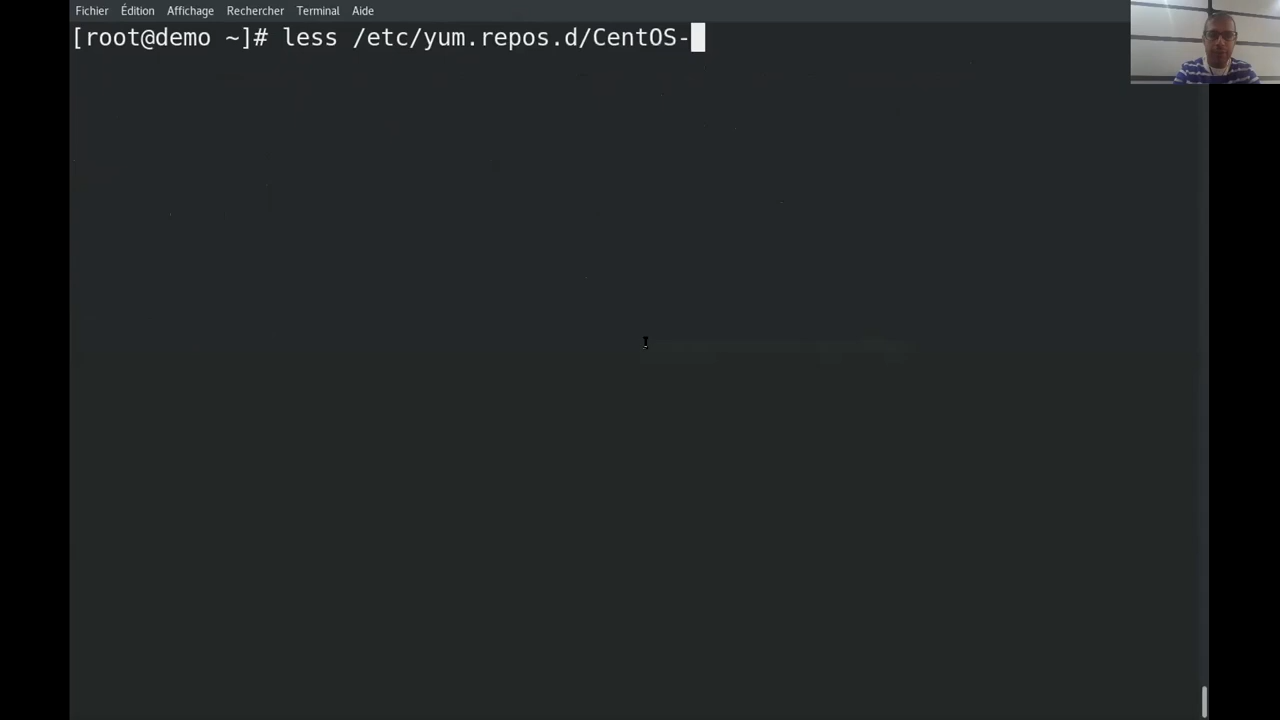 Fichier Édition Affichage Rechercher Terminal Aide
[root@demo ~]# less /etc/yum.repos.d/CentOS-